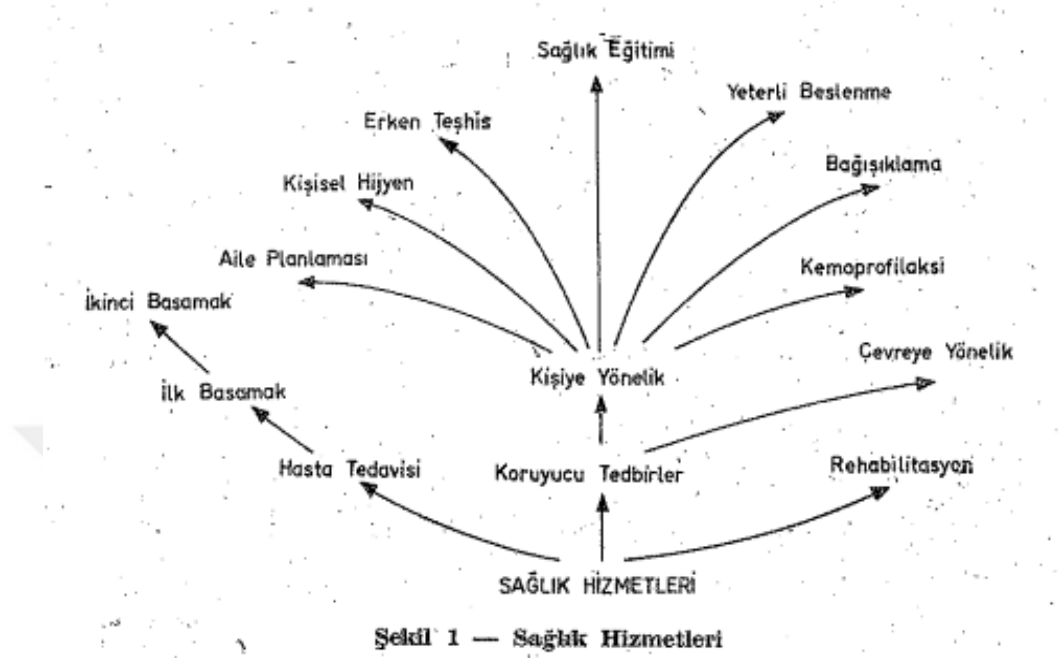 Sağlık Eğitimi
Yeterli Beslenme
Erken Teşhis
Bağışıklama
Kişisel Hijyen
Aile Planlaması
Kemoprofilaksi
İkinci Basamak
Çevreye Yönelik
Kişiye Yönelik
İlk Basamak
Hasta Tedavisi
Koruyucu Tedbirler
Rehabilitasyon
SAĞLIK HİZMETLERİ
Şekil 1 — Sağlık Hizmetleri